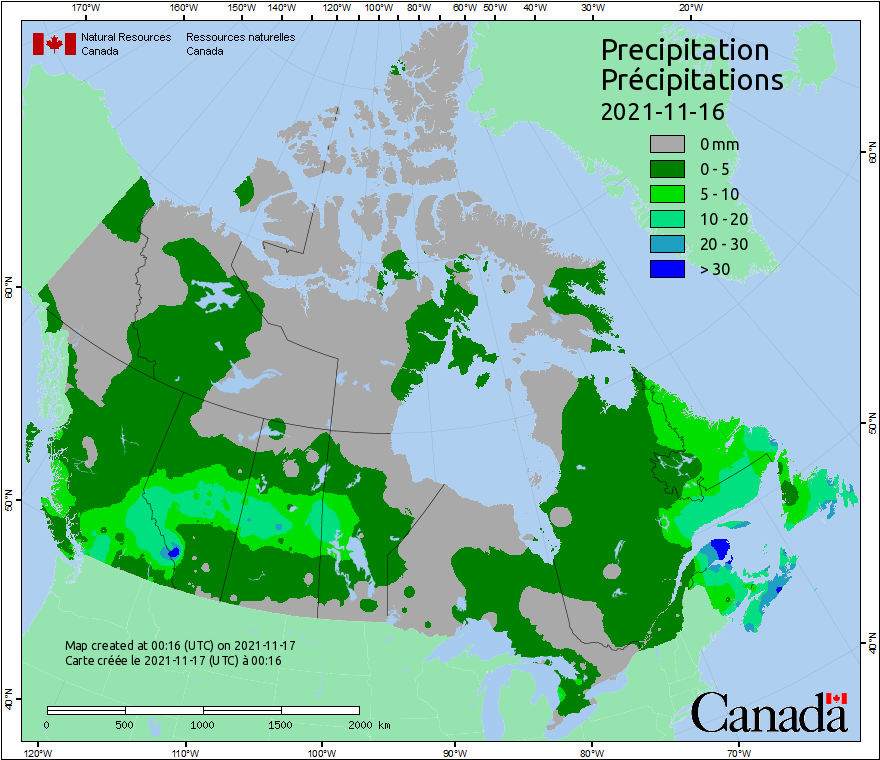 170°W 160°W 150°W 140°W 120°W 100°W 80°W 60°W 50°W 40°W 30°W 20°W
Natural Resources Ressources naturelles
Canada Canada
Precipitation
Précipitations
2021-11-16
0 mm
0 - 5
5 - 10
10 - 20
20 - 30
> 30
60°N
60°N
50°N
50°N
40°N
40°N
Map created at 00:16 (UTC) on 2021-11-17
Carte créée le 2021-11-17 (UTC) à 00:16
0 500 1000 1500 2000 km
Canada
120°W 110°W 100°W 90°W 80°W 70°W